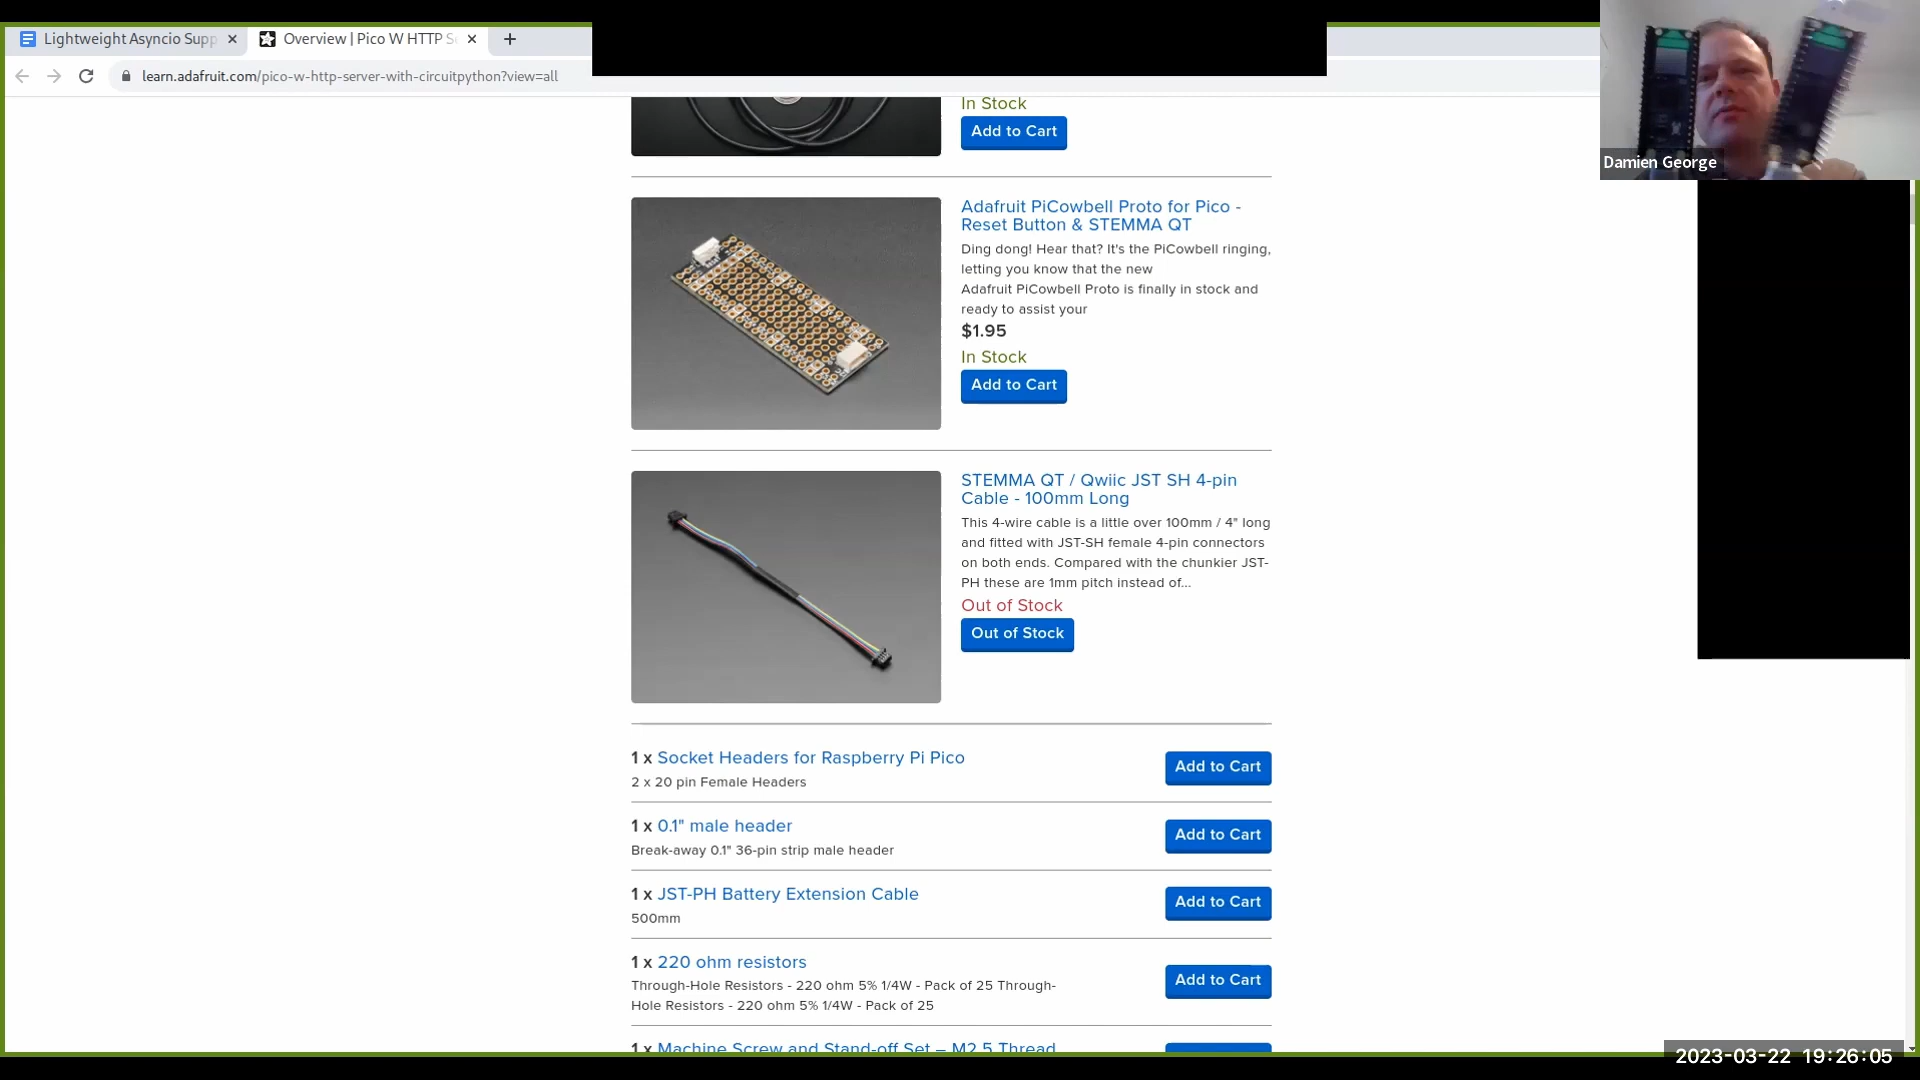 Lightweight Asyncio Supp
Overview | Pico W HTTP Se
learn.adafruit.com/pico-w-http-server-with-circuitpython?view=all
Damien George
In Stock
Add to Cart
Adafruit PiCowbell Proto for Pico -
Reset Button & STEMMA QT
Ding dong! Hear that? It's the PiCowbell ringing,
letting you know that the new
Adafruit PiCowbell Proto is finally in stock and
ready to assist your
$1.95
In Stock
Add to Cart
STEMMA QT / Qwiic JST SH 4-pin
Cable - 100mm Long
This 4-wire cable is a little over 100mm / 4" long
and fitted with JST-SH female 4-pin connectors
on both ends. Compared with the chunkier JST-
PH these are 1mm pitch instead of...
Out of Stock
Out of Stock
1 x Socket Headers for Raspberry Pi Pico
2 x 20 pin Female Headers
Add to Cart
1 x 0.1" male header
Break-away 0.1" 36-pin strip male header
Add to Cart
1 x JST-PH Battery Extension Cable
500mm
Add to Cart
1 x 220 ohm resistors
Through-Hole Resistors - 220 ohm 5% 1/4W - Pack of 25 Through-
Hole Resistors - 220 ohm 5% 1/4W - Pack of 25
Add to Cart
1 x Machine Screw and Stand-off Set – M2.5 Thread
2023-03-22 19:26:05